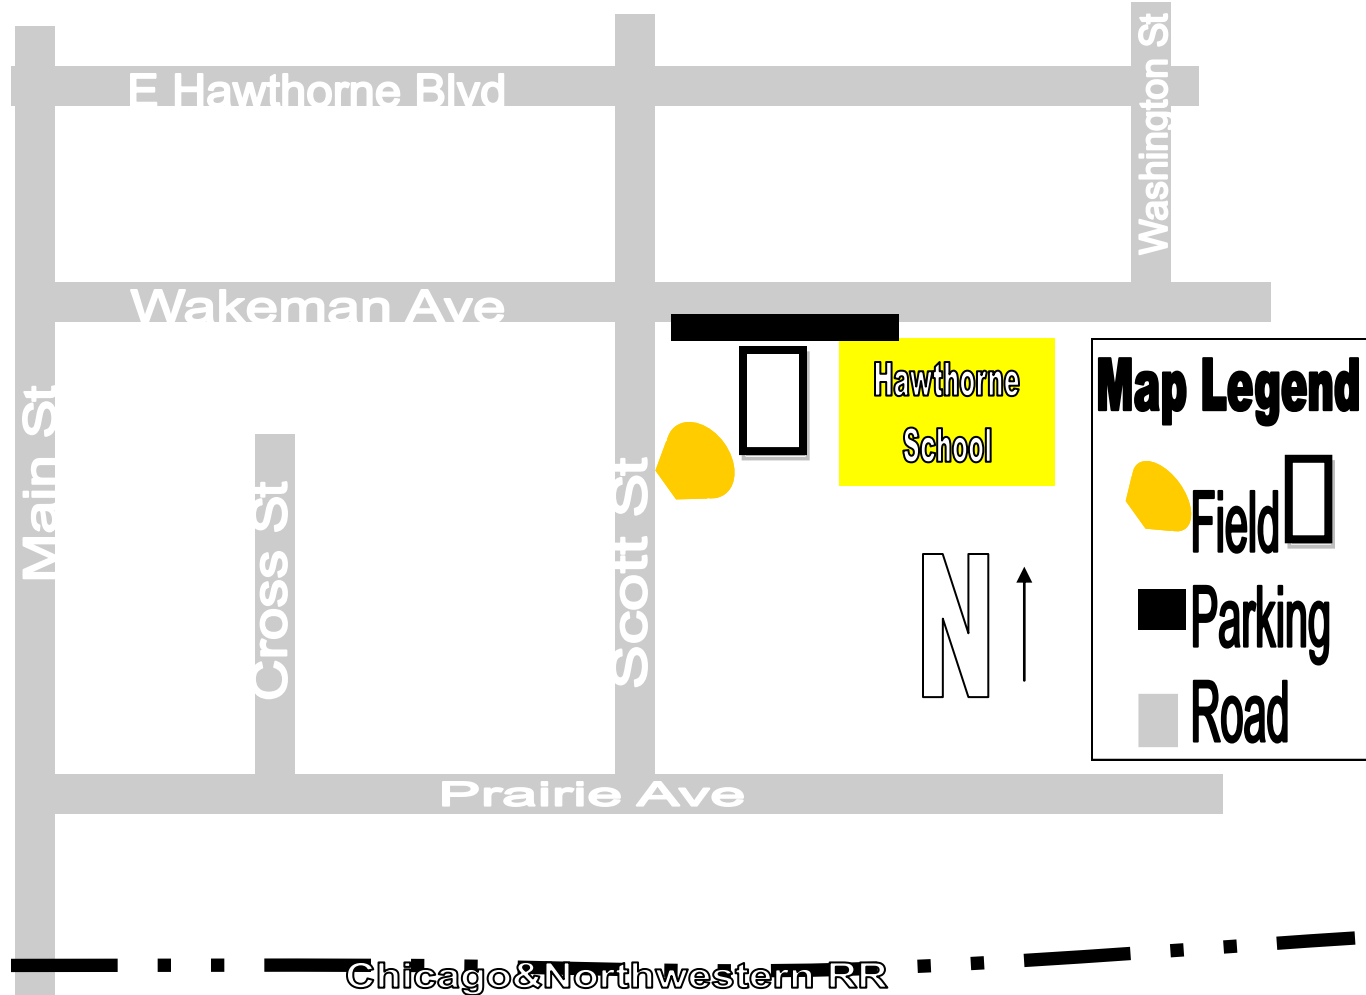 Washington St
E Hawthorne Blvd
Wakeman Ave
Main St
Cross St
Scott St
Hawthorne
School
N
Map Legend
Field
Parking
Road
Prairie Ave
Chicago&Northwestern RR